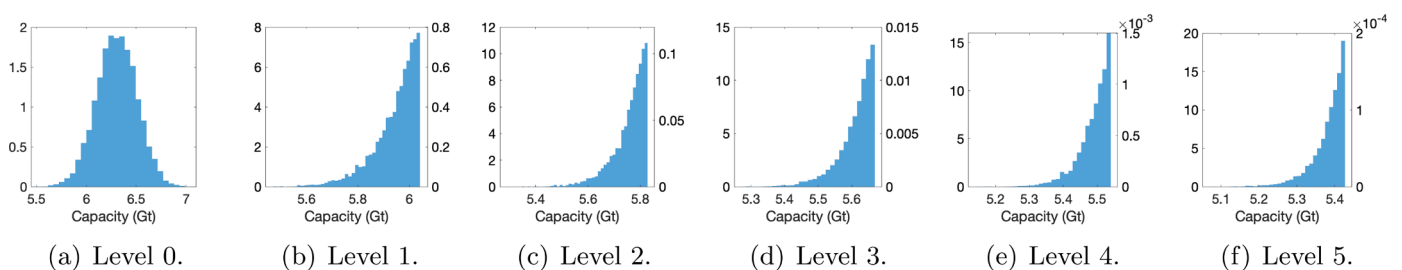 2
1.5
1
0.5
0
5.5 6 6.5 7
Capacity (Gt)
(a) Level 0.
8
6
4
2
0
0.8
0.6
0.4
0.2
0
5.6 5.8 6
Capacity (Gt)
(b) Level 1.
12
10
8
6
4
2
0
0.1
0.05
0
5.4 5.6 5.8
Capacity (Gt)
(c) Level 2.
15
10
5
0
0.015
0.01
0.005
0
5.3 5.4 5.5 5.6
Capacity (Gt)
(d) Level 3.
15
10
5
0
×10⁻³
1.5
1
0.5
0
5.2 5.3 5.4 5.5
Capacity (Gt)
(e) Level 4.
20
15
10
5
0
×10⁻⁴
2
1
0
5.1 5.2 5.3 5.4
Capacity (Gt)
(f) Level 5.